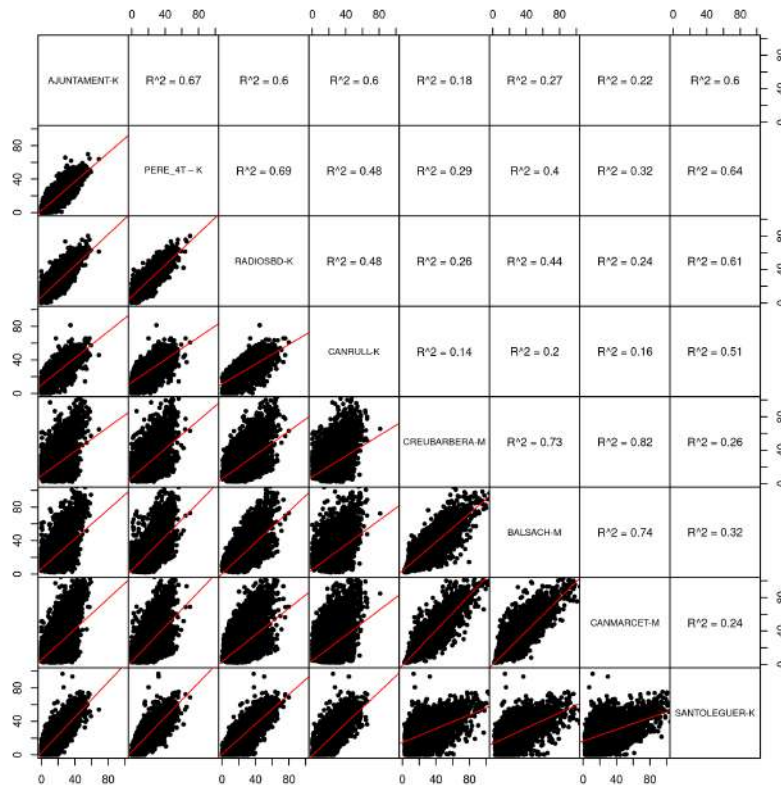 0 40 80 0 40 80 0 40 80 0 40 80
AJUNTAMENT-K R^2 = 0.67 R^2 = 0.6 R^2 = 0.6 R^2 = 0.18 R^2 = 0.27 R^2 = 0.22 R^2 = 0.6 0 40 80
0 40 80 PERE_4T – K R^2 = 0.69 R^2 = 0.48 R^2 = 0.29 R^2 = 0.4 R^2 = 0.32 R^2 = 0.64
RADIOSBD-K R^2 = 0.48 R^2 = 0.26 R^2 = 0.44 R^2 = 0.24 R^2 = 0.61 0 40 80
0 40 80 CANRULL-K R^2 = 0.14 R^2 = 0.2 R^2 = 0.16 R^2 = 0.51
CREUBARBERA-M R^2 = 0.73 R^2 = 0.82 R^2 = 0.26 0 40 80
0 40 80 BALSACH-M R^2 = 0.74 R^2 = 0.32
CANMARCET-M R^2 = 0.24 0 40 80
0 40 80 SANTOLEGUER-K
0 40 80 0 40 80 0 40 80 0 40 80